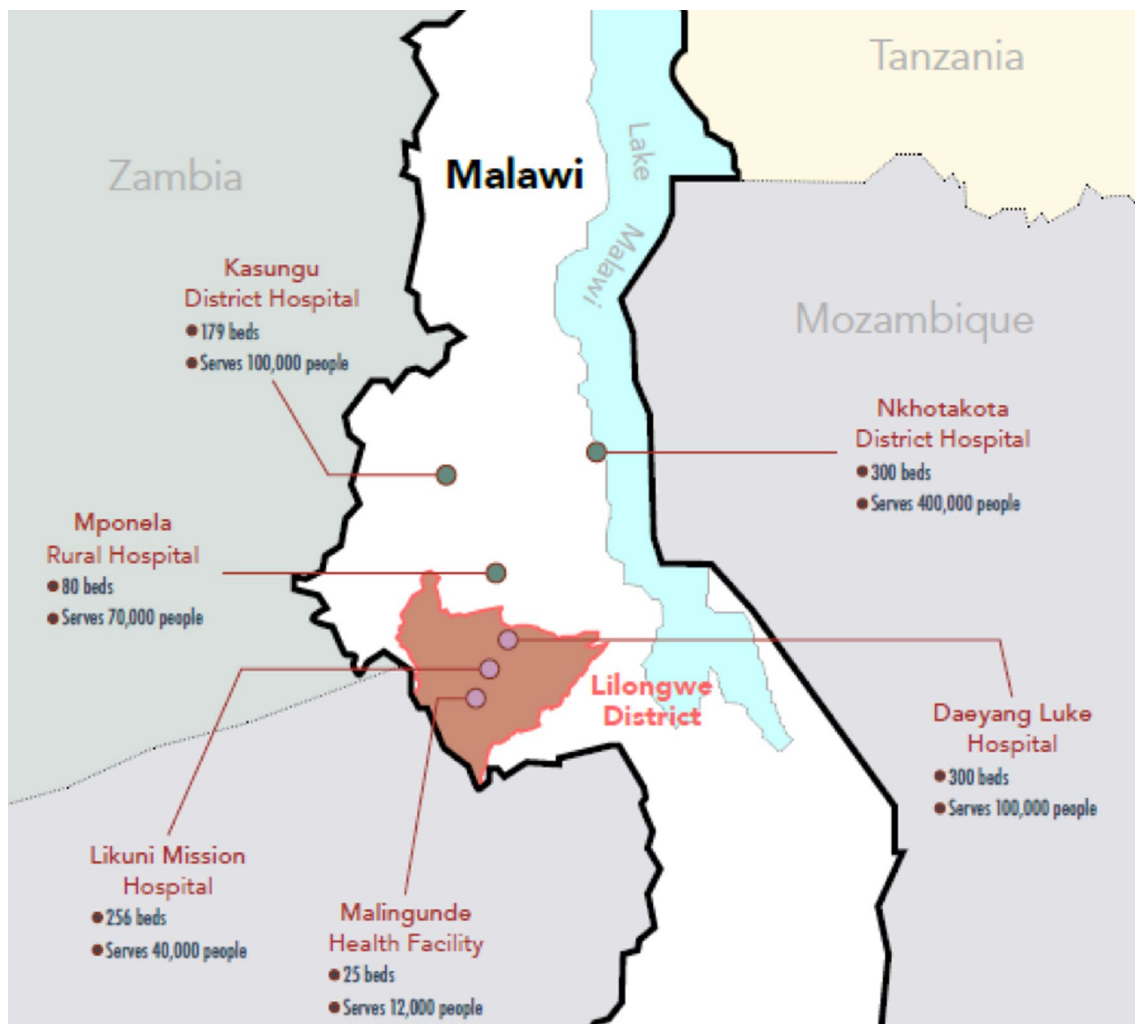 Tanzania
Zambia
Malawi
Lake
Malawi
Mozambique
Kasungu
District Hospital
179 beds
Serves 100,000 people
Nkhotakota
District Hospital
300 beds
Serves 400,000 people
Mponela
Rural Hospital
80 beds
Serves 70,000 people
Lilongwe
District
Daeyang Luke
Hospital
300 beds
Serves 100,000 people
Likuni Mission
Hospital
256 beds
Serves 40,000 people
Malingunde
Health Facility
25 beds
Serves 12,000 people